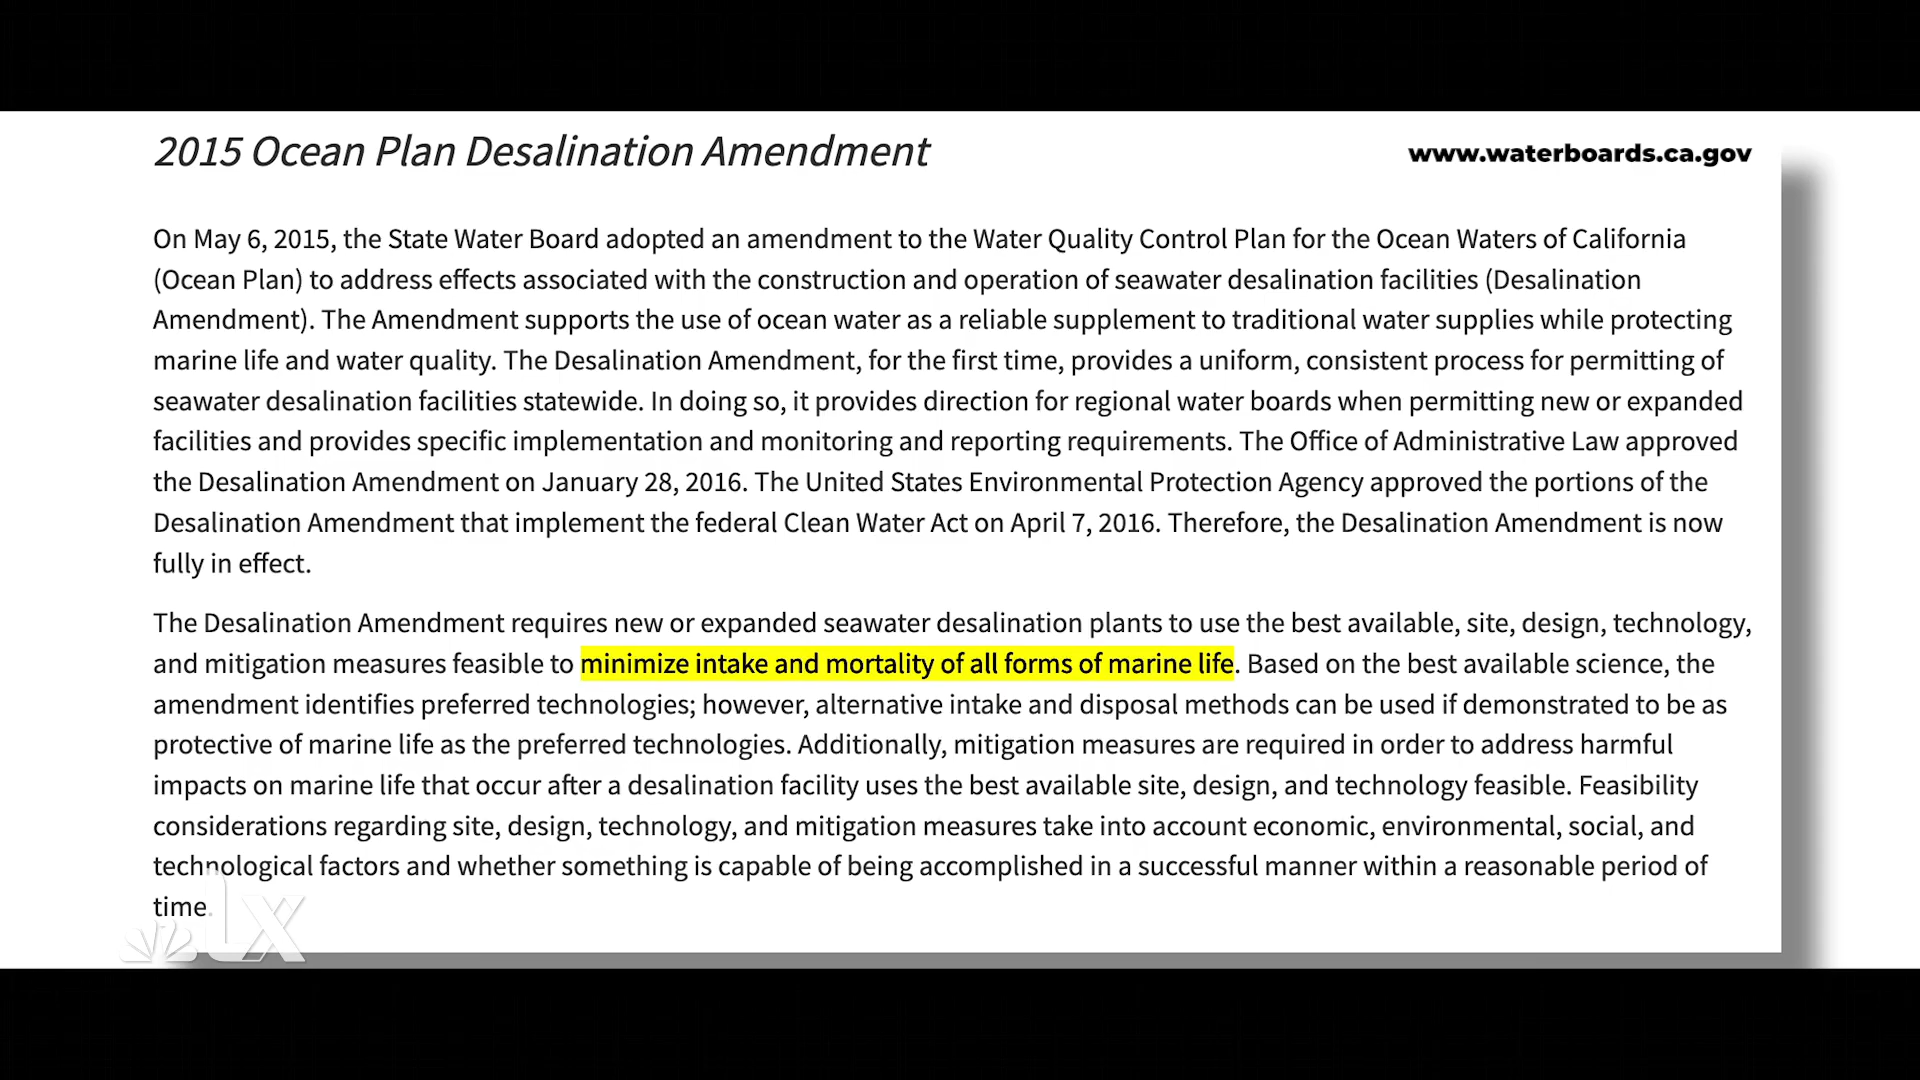 2015 Ocean Plan Desalination Amendment
www.waterboards.ca.gov
On May 6, 2015, the State Water Board adopted an amendment to the Water Quality Control Plan for the Ocean Waters of California
(Ocean Plan) to address effects associated with the construction and operation of seawater desalination facilities (Desalination
Amendment). The Amendment supports the use of ocean water as a reliable supplement to traditional water supplies while protecting
marine life and water quality. The Desalination Amendment, for the first time, provides a uniform, consistent process for permitting of
seawater desalination facilities statewide. In doing so, it provides direction for regional water boards when permitting new or expanded
facilities and provides specific implementation and monitoring and reporting requirements. The Office of Administrative Law approved
the Desalination Amendment on January 28, 2016. The United States Environmental Protection Agency approved the portions of the
Desalination Amendment that implement the federal Clean Water Act on April 7, 2016. Therefore, the Desalination Amendment is now
fully in effect.
The Desalination Amendment requires new or expanded seawater desalination plants to use the best available, site, design, technology,
and mitigation measures feasible to minimize intake and mortality of all forms of marine life. Based on the best available science, the
amendment identifies preferred technologies; however, alternative intake and disposal methods can be used if demonstrated to be as
protective of marine life as the preferred technologies. Additionally, mitigation measures are required in order to address harmful
impacts on marine life that occur after a desalination facility uses the best available site, design, and technology feasible. Feasibility
considerations regarding site, design, technology, and mitigation measures take into account economic, environmental, social, and
technological factors and whether something is capable of being accomplished in a successful manner within a reasonable period of
time.
LX